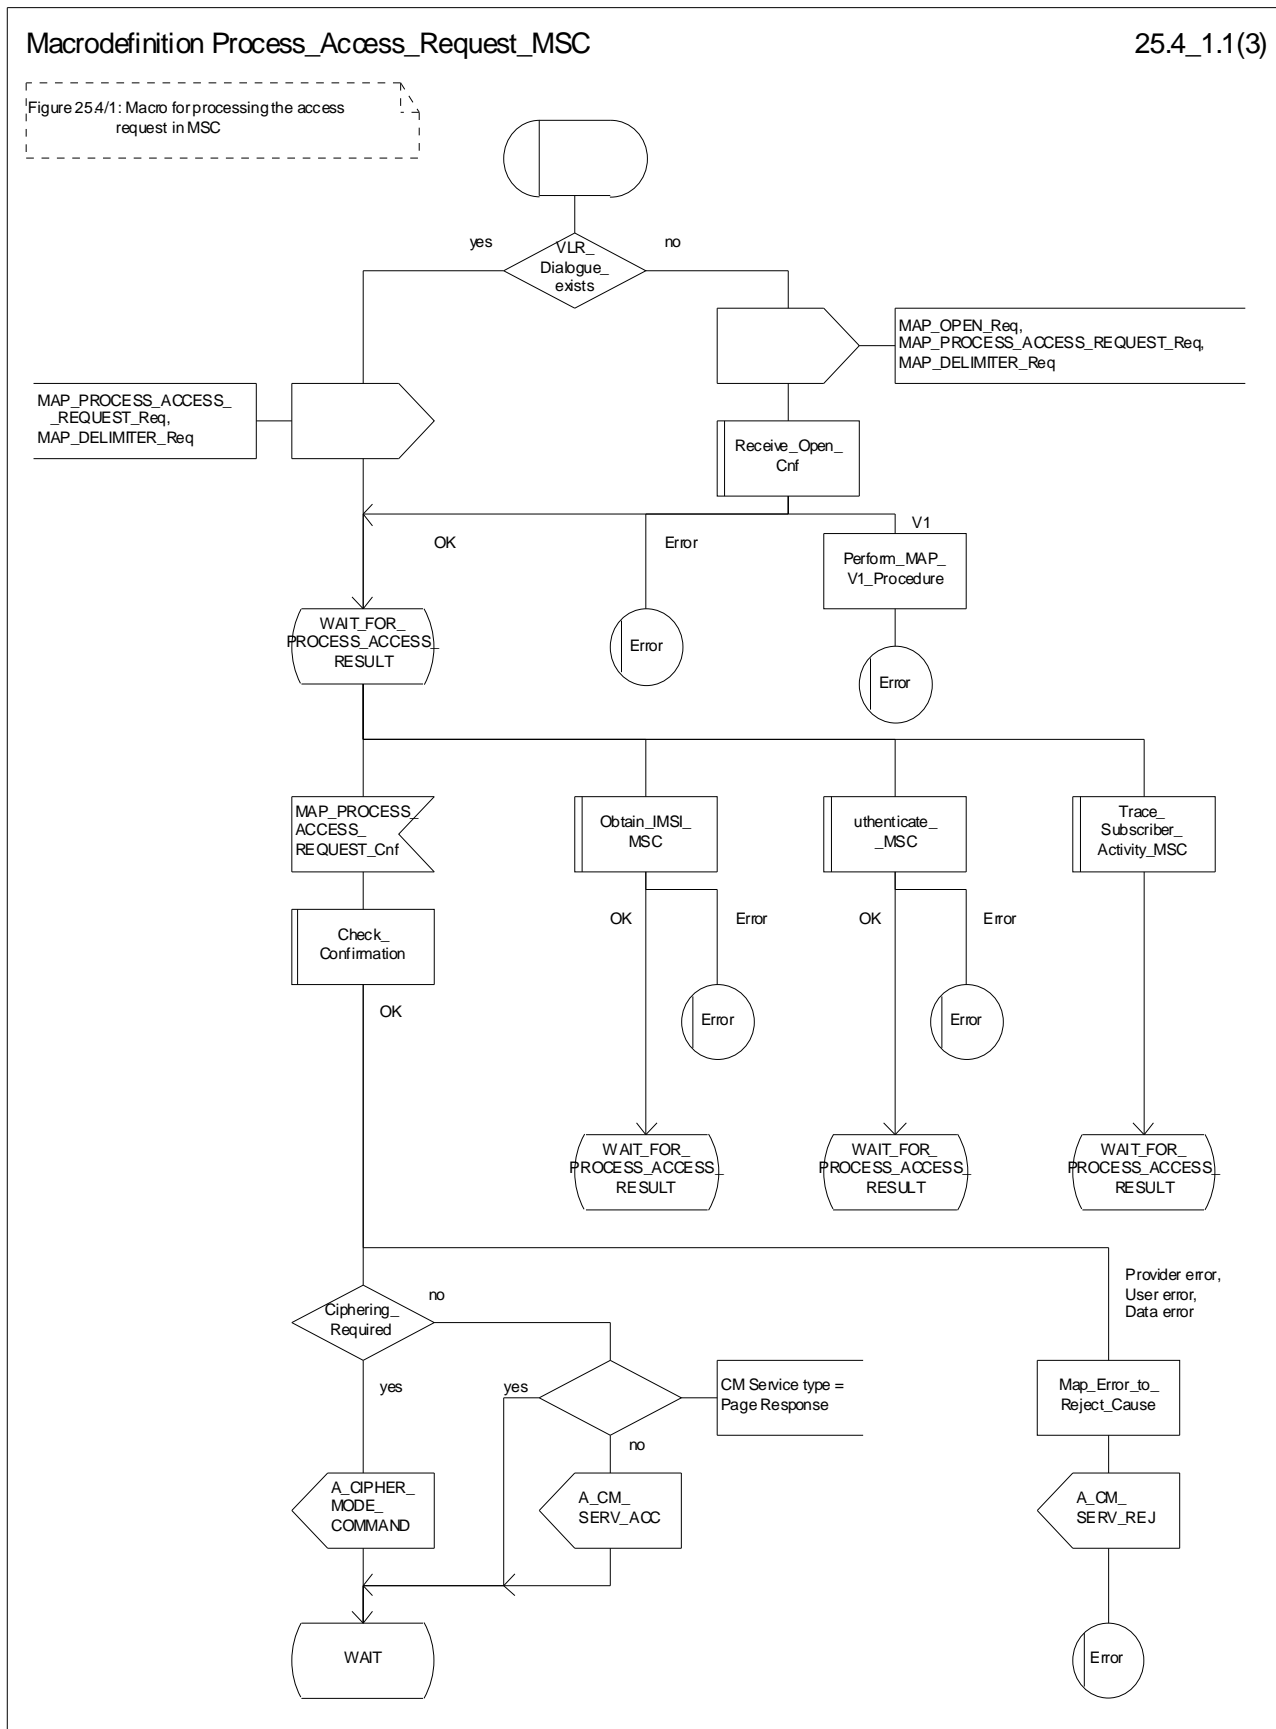 Macrodefinition Process_Access_Request_MSC
25.4_1.1(3)
Figure 25.4/1: Macro for processing the access
request in MSC
yes
VLR_
Dialogue_
exists
no
MAP_OPEN_Req,
MAP_PROCESS_ACCESS_REQUEST_Req,
MAP_DELIMITER_Req
MAP_PROCESS_ACCESS_
_REQUEST_Req,
MAP_DELIMITER_Req
Receive_Open_
Cnf
OK
Error
V1
Perform_MAP_
V1_Procedure
WAIT_FOR_
PROCESS_ACCESS_
RESULT
Error
Error
MAP_PROCESS_
ACCESS_
REQUEST_Cnf
Obtain_IMSI_
MSC
uthenticate_
_MSC
Trace_
Subscriber_
Activity_MSC
Check_
Confirmation
OK
Error
OK
Error
OK
Error
Error
WAIT_FOR_
PROCESS_ACCESS_
RESULT
WAIT_FOR_
PROCESS_ACCESS_
RESULT
WAIT_FOR_
PROCESS_ACCESS_
RESULT
Provider error,
User error,
Data error
Ciphering_
Required
no
yes
yes
CM Service type =
Page Response
no
Map_Error_to_
Reject_Cause
A_CIPHER_
MODE_
COMMAND
A_CM_
SERV_ACC
A_CM_
SERV_REJ
WAIT
Error